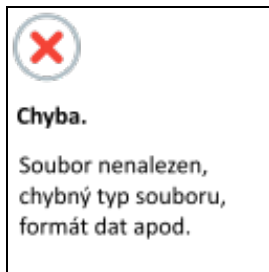 Chyba.
Soubor nenalezen,
chybný typ souboru,
formát dat apod.